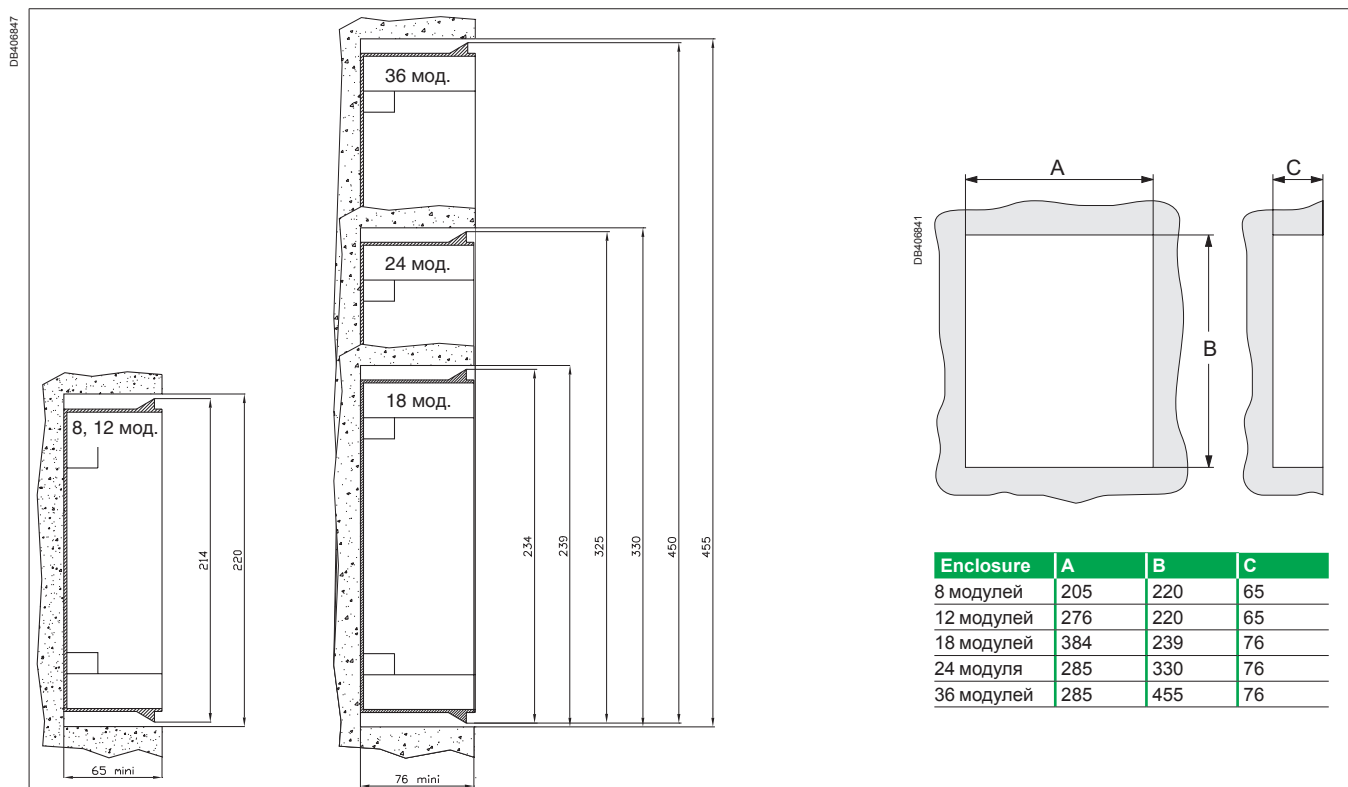 DB406847
36 мод.
24 мод.
18 мод.
8, 12 мод.
214
220
234
239
325
330
450
455
65 mini
76 mini
DB406841
A
C
B
Enclosure A B C
8 модулей 205 220 65
12 модулей 276 220 65
18 модулей 384 239 76
24 модуля 285 330 76
36 модулей 285 455 76